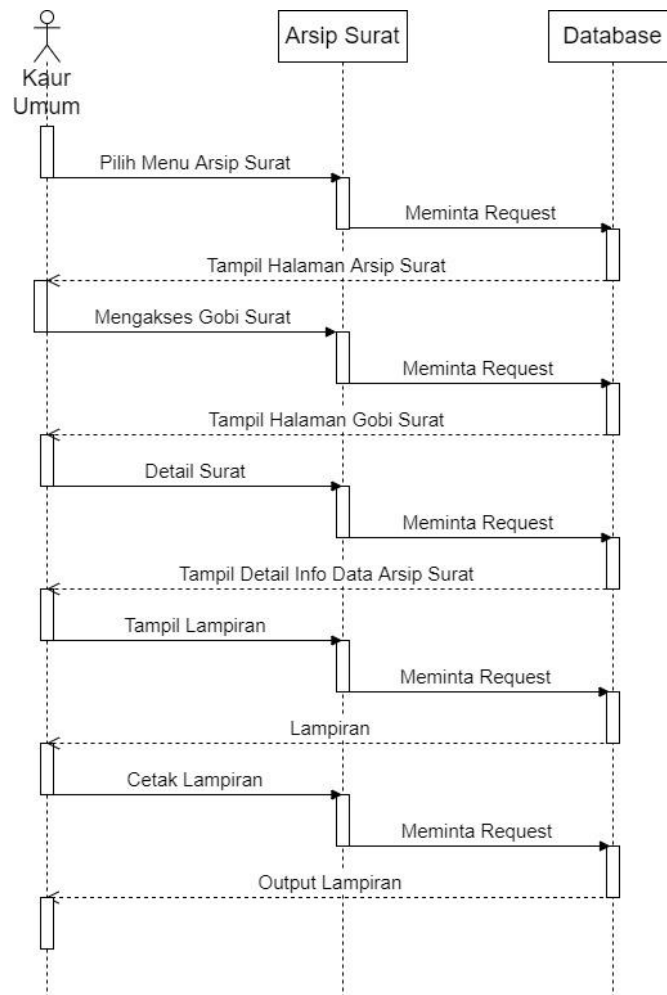 Arsip Surat
Database
Kaur
Umum
Pilih Menu Arsip Surat
Meminta Request
Tampil Halaman Arsip Surat
Mengakses Gobi Surat
Meminta Request
Tampil Halaman Gobi Surat
Detail Surat
Meminta Request
Tampil Detail Info Data Arsip Surat
Tampil Lampiran
Meminta Request
Lampiran
Cetak Lampiran
Meminta Request
Output Lampiran